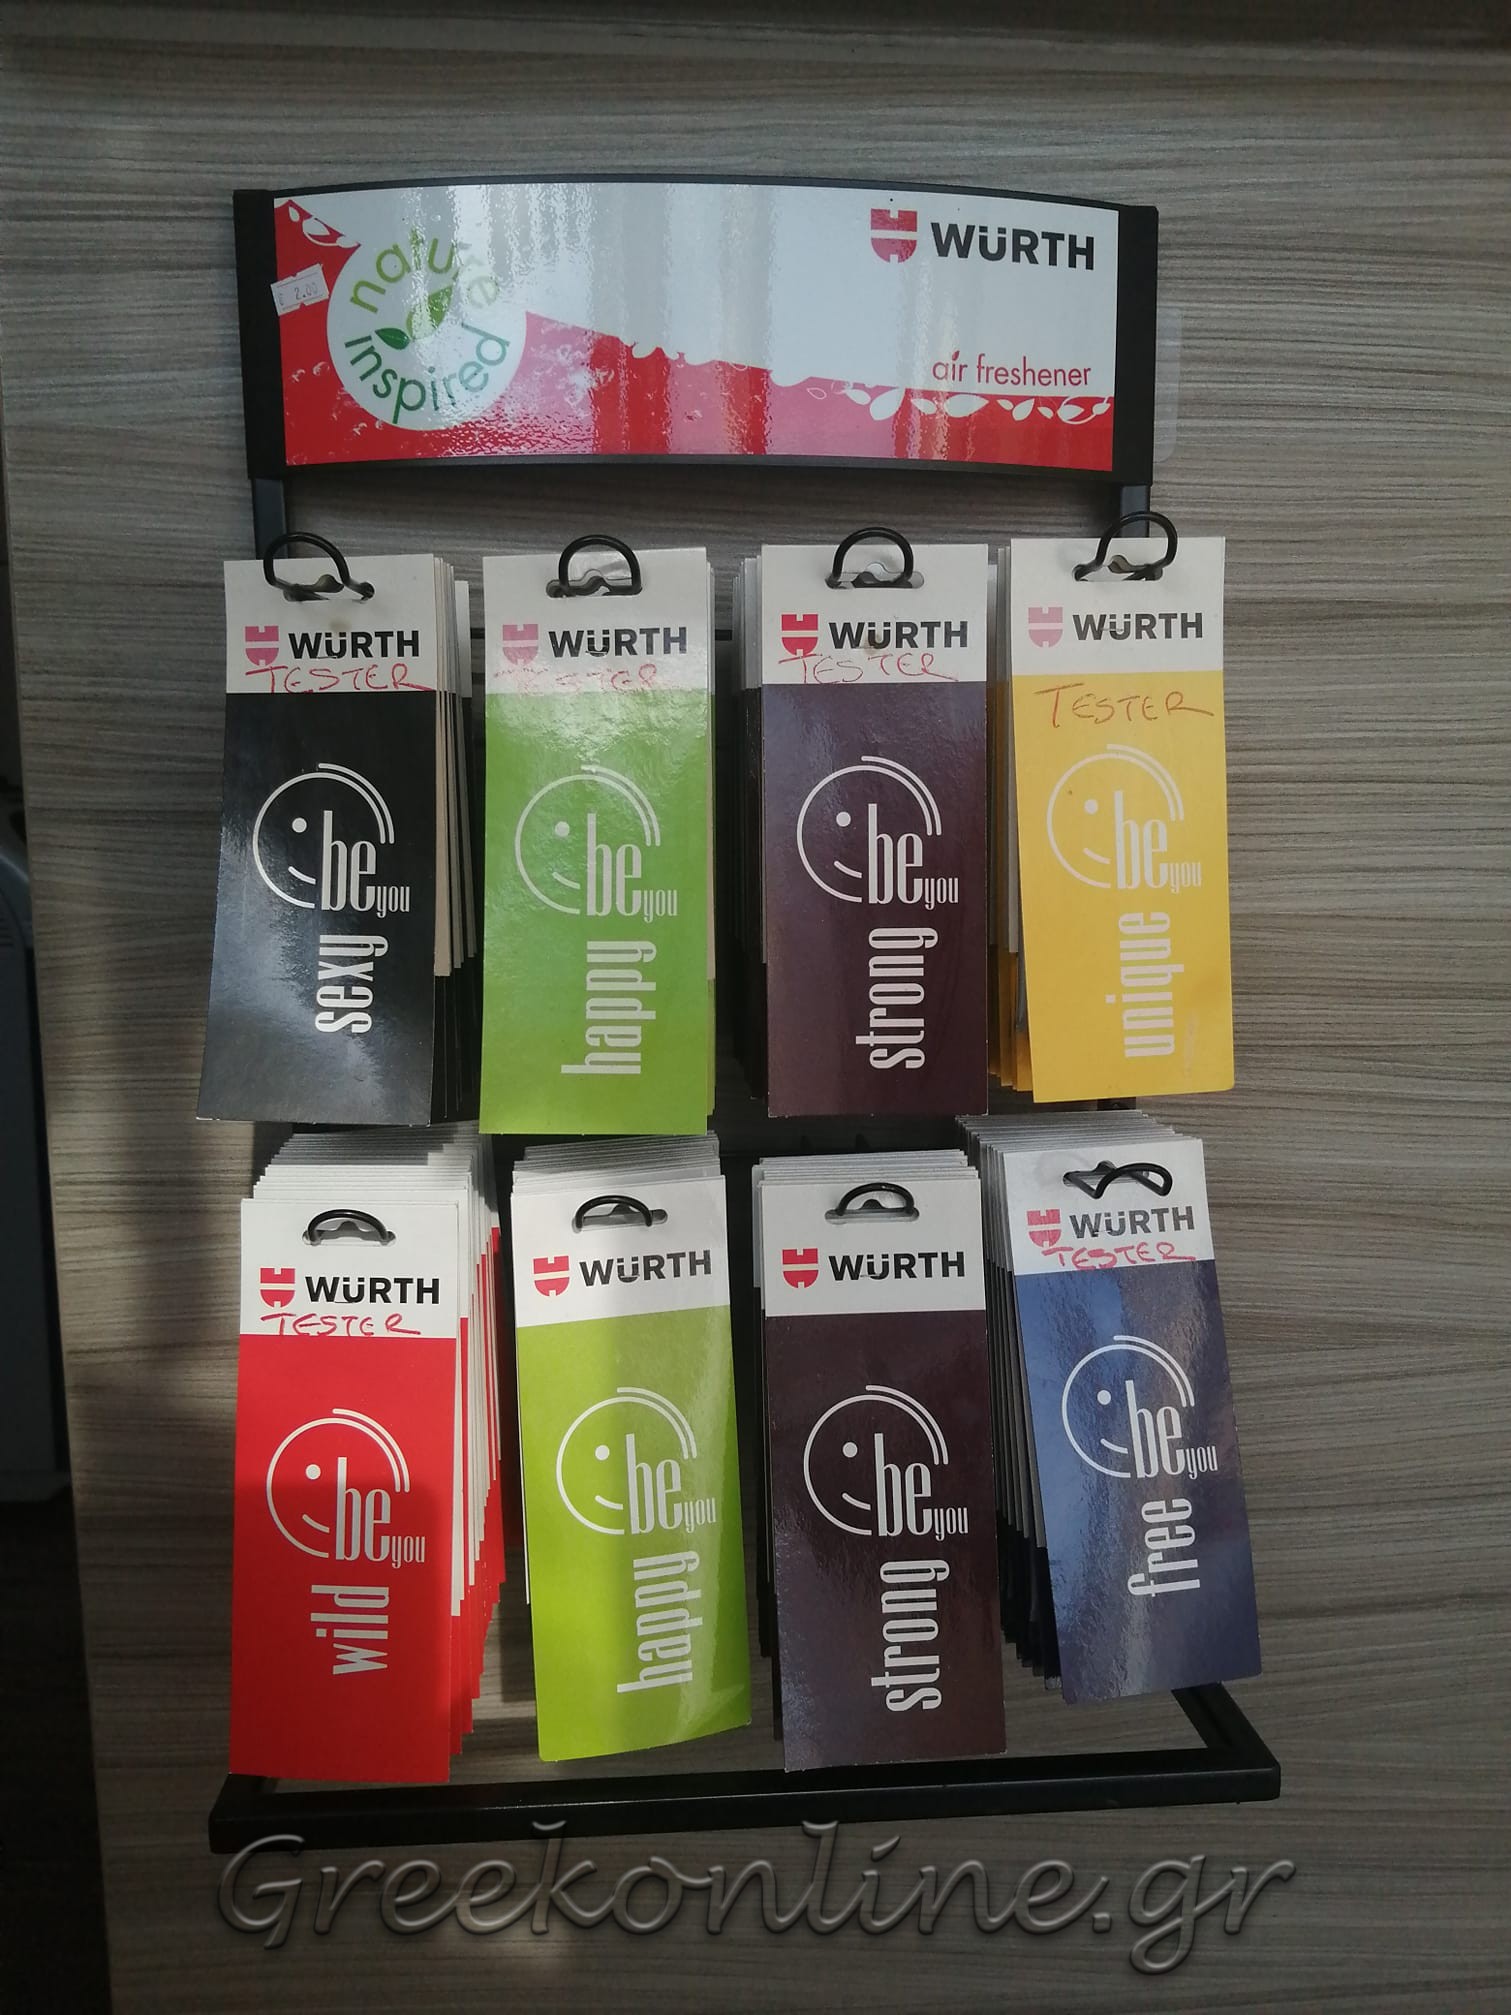 nature
inspired
€ 2.00
WÜRTH
air freshener
WÜRTH
TESTER
be you
sexy
WÜRTH
TESTER
be you
happy
WÜRTH
TESTER
be you
strong
WÜRTH
TESTER
be you
unique
WÜRTH
TESTER
be you
wild
WÜRTH
be you
happy
WÜRTH
be you
strong
WÜRTH
TESTER
be you
free
Greekonline.gr